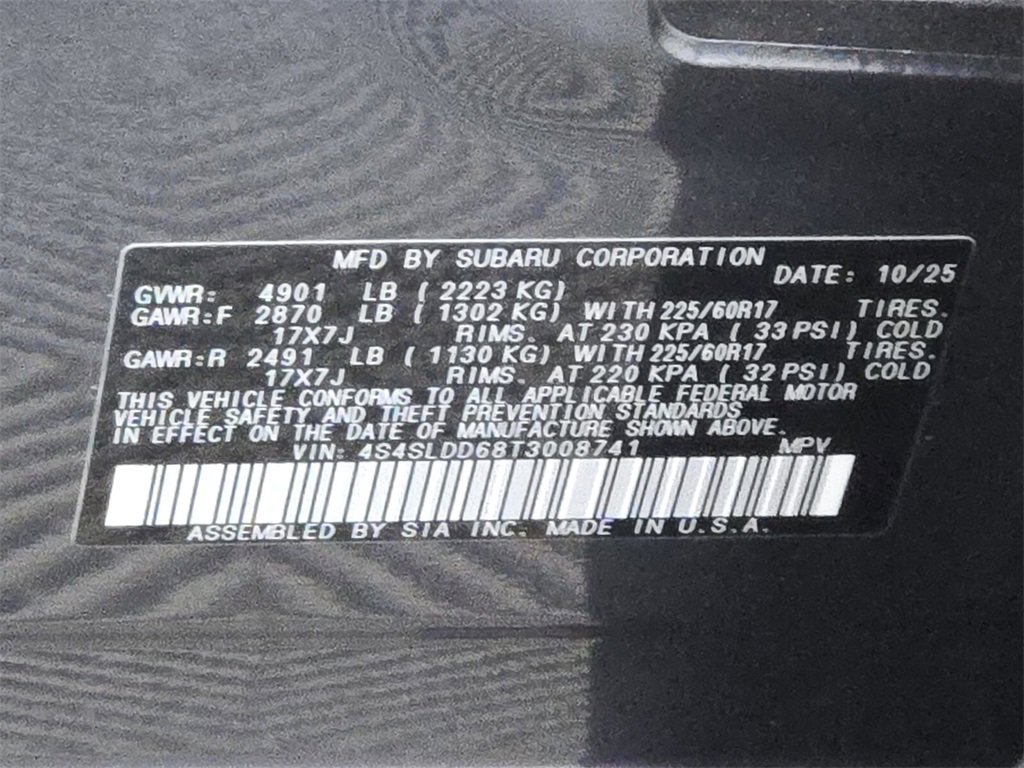 MFD BY SUBARU CORPORATION
DATE: 10/25
GVWR: 4901 LB ( 2223 KG)
GAWR:F 2870 LB ( 1302 KG) WITH 225/60R17 TIRES.
17X7J RIMS. AT 230 KPA ( 33 PSI) COLD
GAWR:R 2491 LB ( 1130 KG) WITH 225/60R17 TIRES.
17X7J RIMS. AT 220 KPA ( 32 PSI) COLD
THIS VEHICLE CONFORMS TO ALL APPLICABLE FEDERAL MOTOR
VEHICLE SAFETY AND THEFT PREVENTION STANDARDS
IN EFFECT ON THE DATE OF MANUFACTURE SHOWN ABOVE.
VIN: 4S4SLDD68T3008741 MPV
ASSEMBLED BY SIA INC. MADE IN U.S.A.